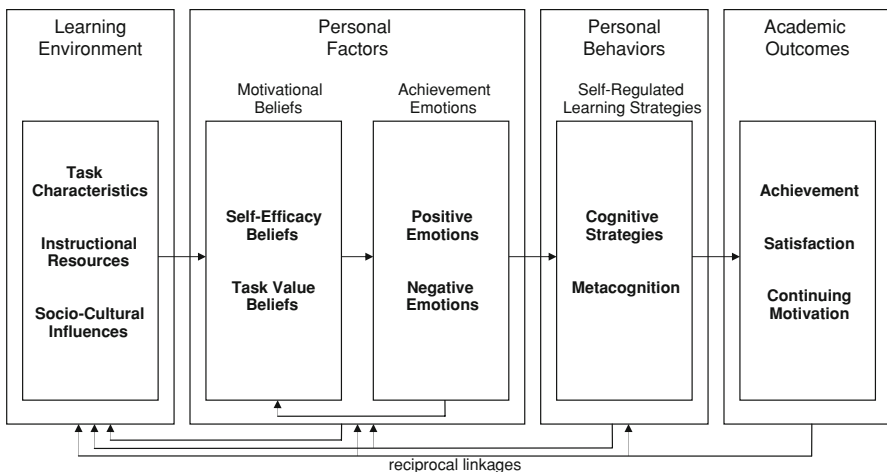 Learning
Environment
Task
Characteristics
Instructional
Resources
Socio-Cultural
Influences
Personal
Factors
Motivational
Beliefs
Self-Efficacy
Beliefs
Task Value
Beliefs
Achievement
Emotions
Positive
Emotions
Negative
Emotions
Personal
Behaviors
Self-Regulated
Learning Strategies
Cognitive
Strategies
Metacognition
Academic
Outcomes
Achievement
Satisfaction
Continuing
Motivation
reciprocal linkages